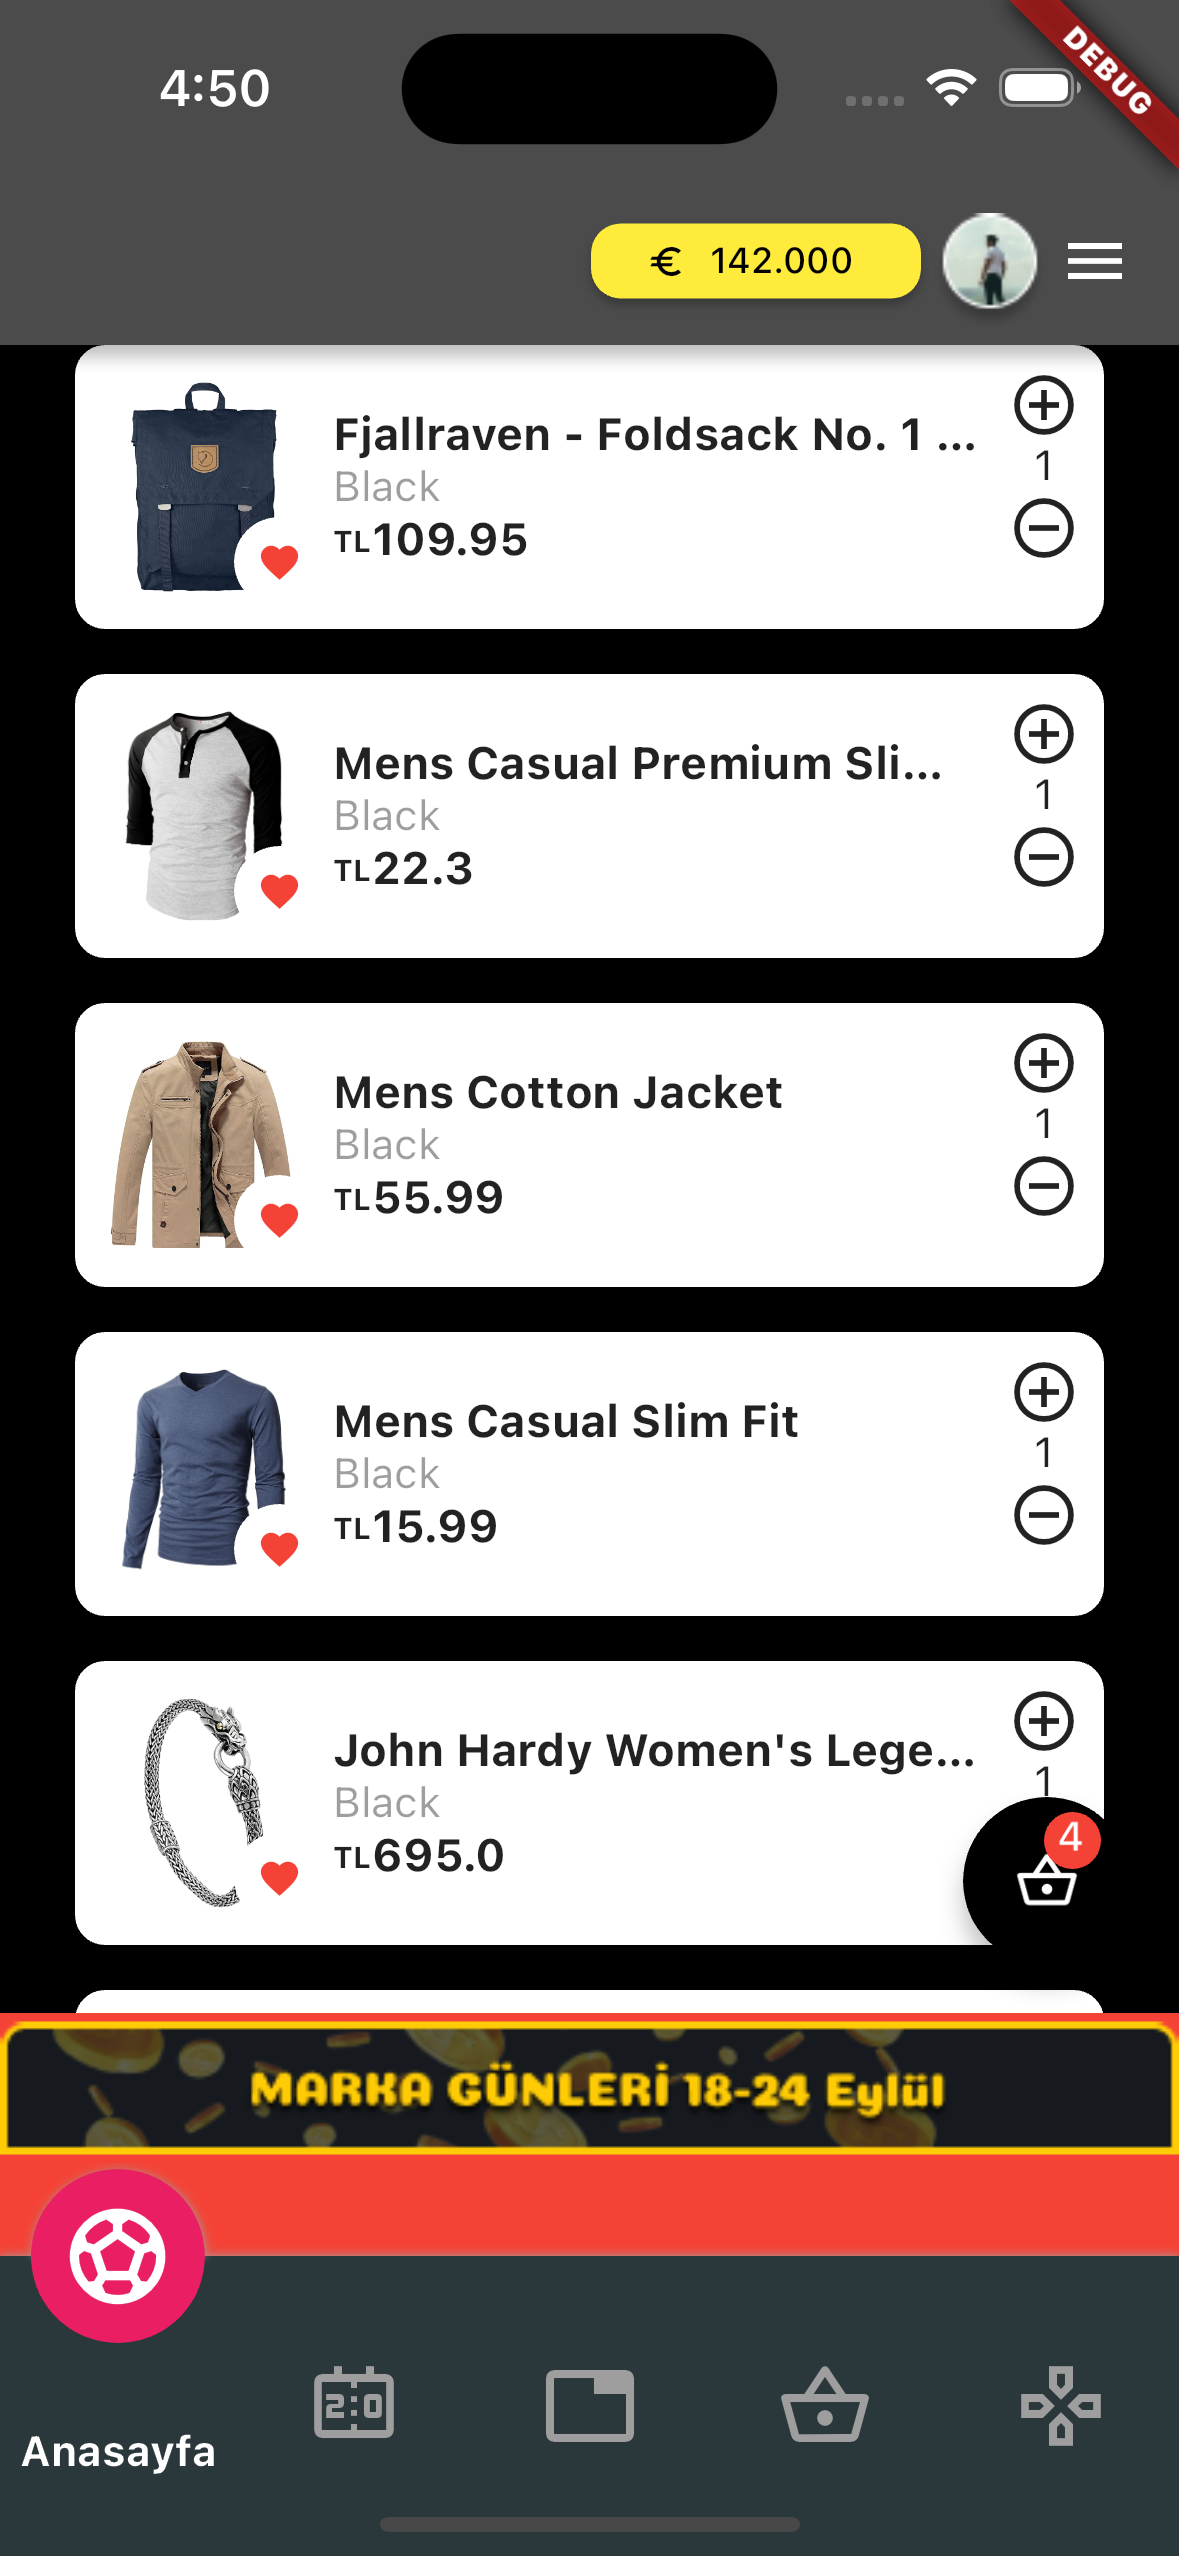 4:50
DEBUG
€ 142.000
Fjallraven - Foldsack No. 1 ...
Black
TL109.95
1
Mens Casual Premium Sli...
Black
TL22.3
1
Mens Cotton Jacket
Black
TL55.99
1
Mens Casual Slim Fit
Black
TL15.99
1
John Hardy Women's Lege...
Black
TL695.0
1
4
MARKA GÜNLERİ 18-24 Eylül
2:0
Anasayfa